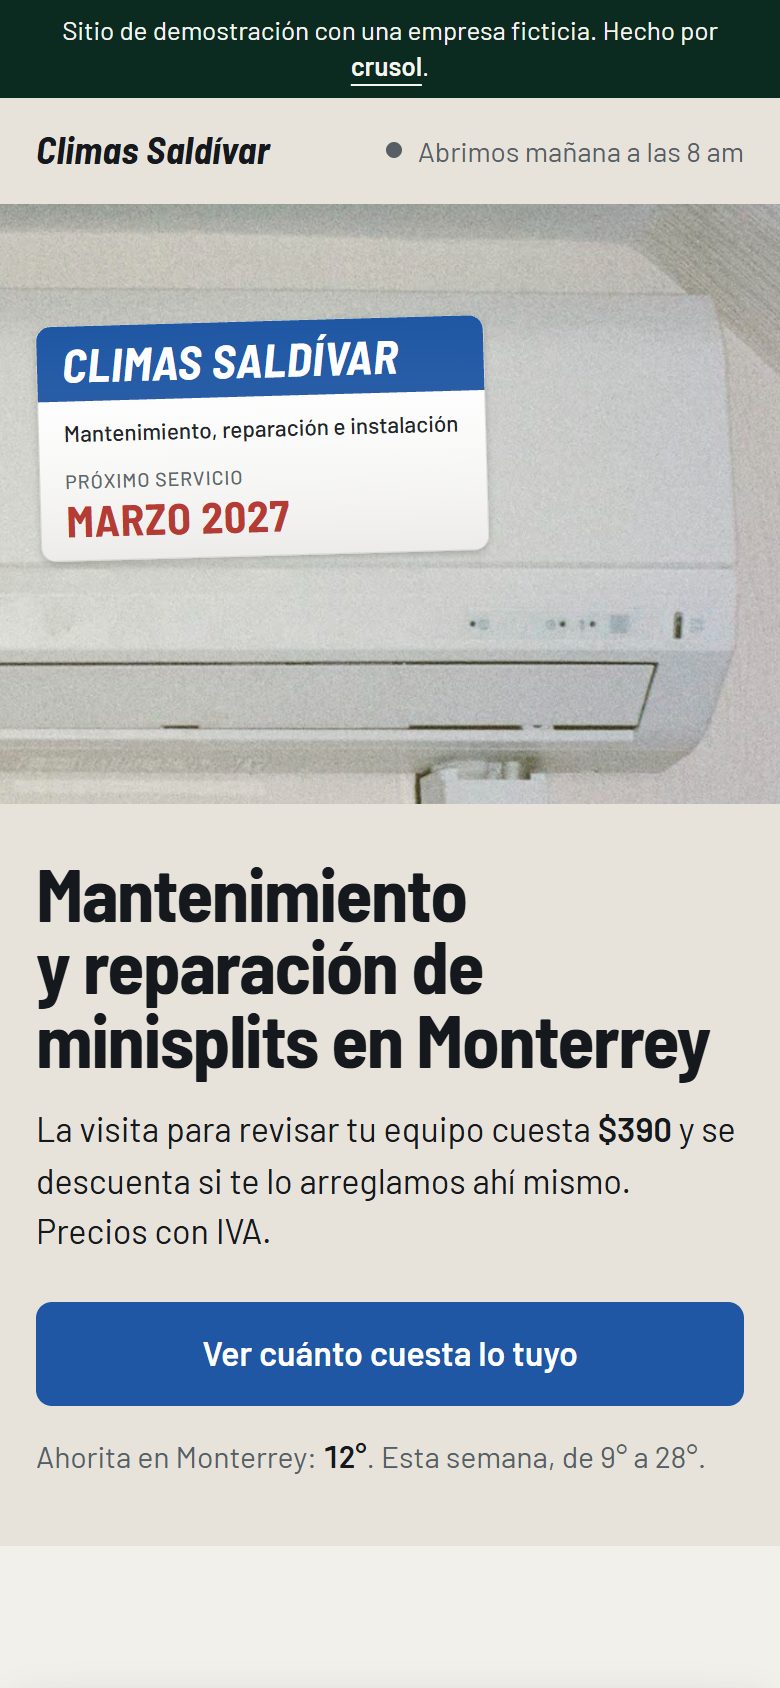 Sitio de demostración con una empresa ficticia. Hecho por
crusol.
Climas Saldívar
Abrimos mañana a las 8 am
CLIMAS SALDÍVAR
Mantenimiento, reparación e instalación
PRÓXIMO SERVICIO
MARZO 2027
Mantenimiento
y reparación de
minisplits en Monterrey
La visita para revisar tu equipo cuesta $390 y se
descuenta si te lo arreglamos ahí mismo.
Precios con IVA.
Ver cuánto cuesta lo tuyo
Ahorita en Monterrey: 12°. Esta semana, de 9° a 28°.